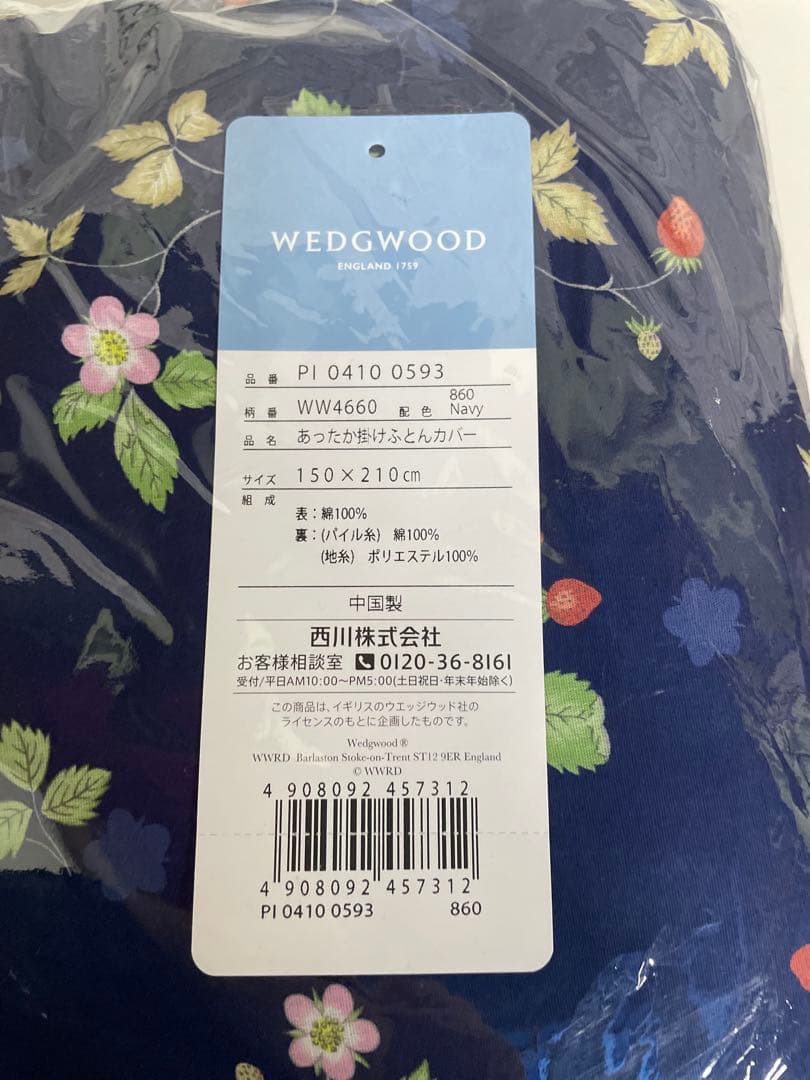 WEDGWOOD
ENGLAND 1759
品番 PI 0410 0593
柄番 WW4660 配色 860 Navy
品名 あったか掛けふとんカバー
サイズ 150×210㎝
組成
表：綿100%
裏：(パイル糸) 綿100%
(地糸) ポリエステル100%
中国製
西川株式会社
お客様相談室 0120-36-8161
受付/平日AM10:00〜PM5:00(土日祝日・年末年始除く)
この商品は、イギリスのウエッジウッド社の
ライセンスのもとに企画したものです。
Wedgwood ®
WWRD Barlaston Stoke-on-Trent ST12 9ER England
© WWRD
4 908092 457312
4 908092 457312
PI 0410 0593 860